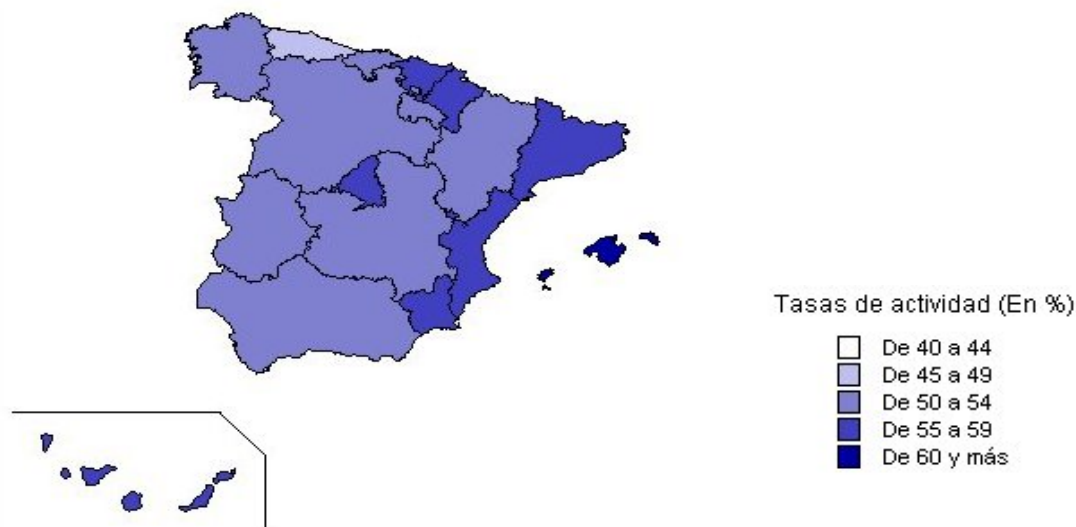 Tasas de actividad (En %)
De 40 a 44
De 45 a 49
De 50 a 54
De 55 a 59
De 60 y más